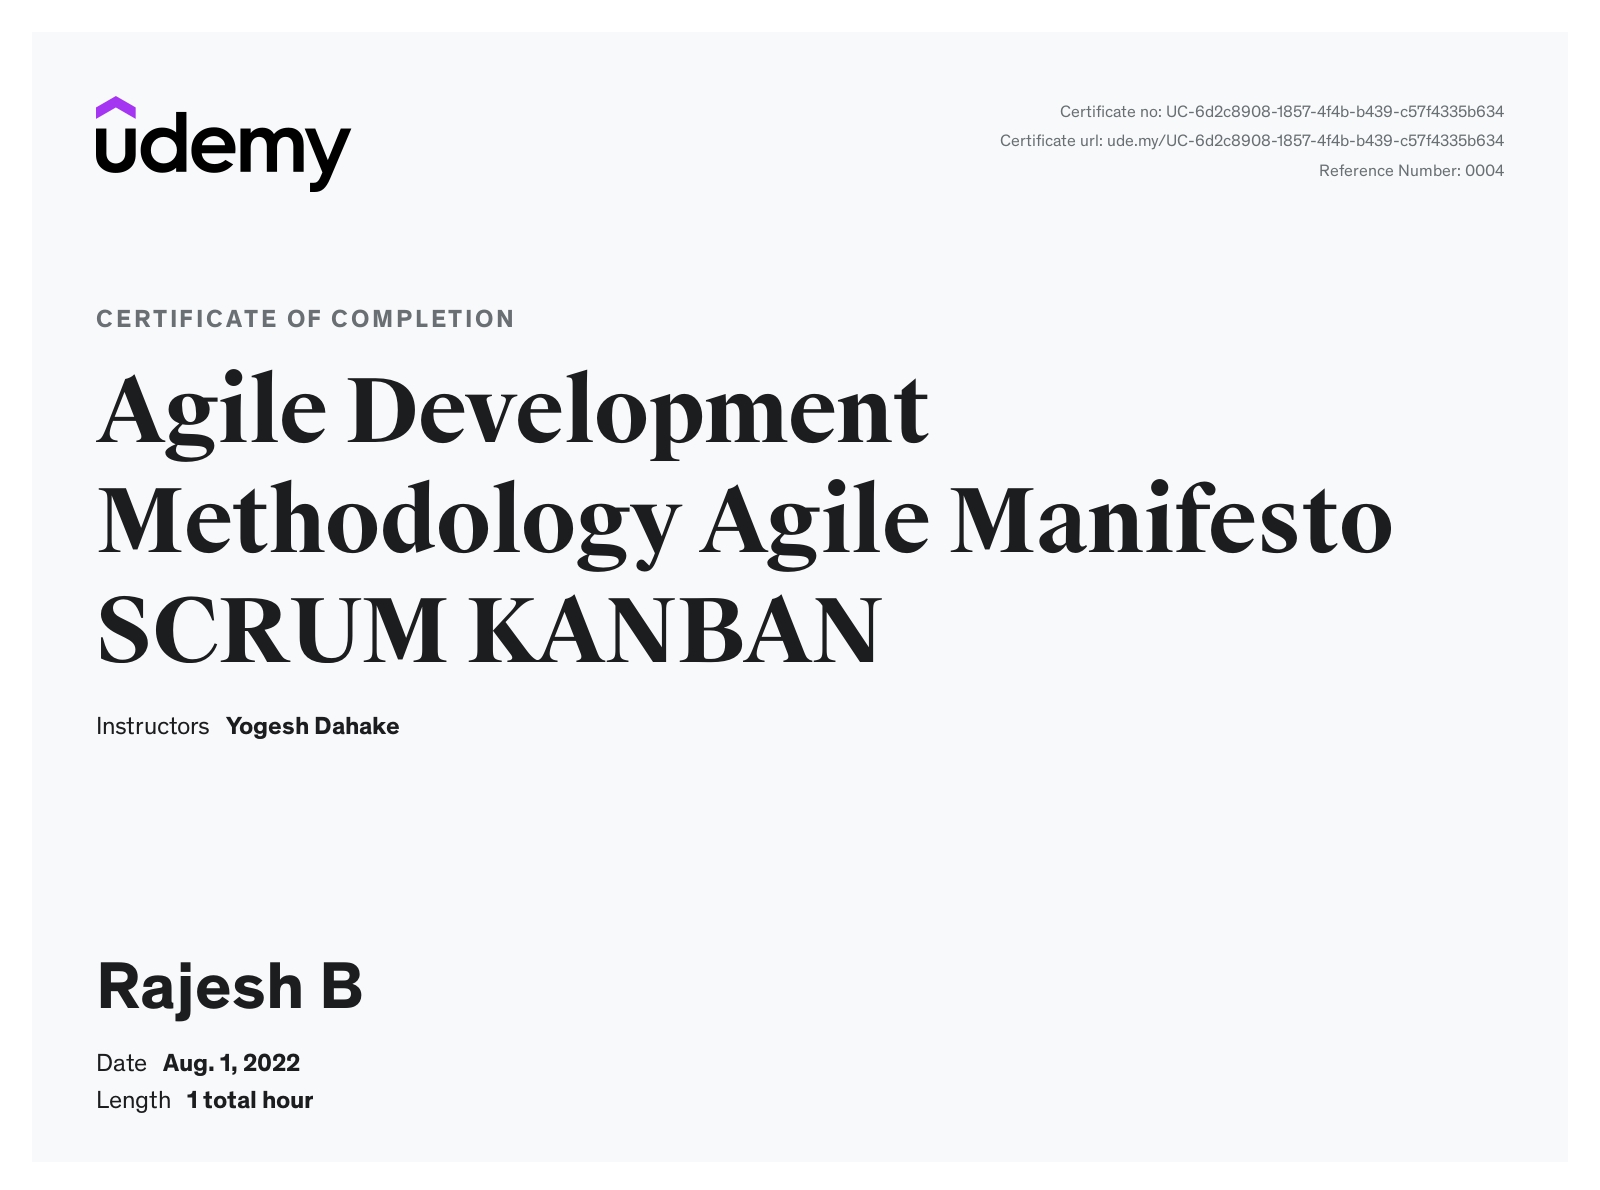 udemy
Certificate no: UC-6d2c8908-1857-4f4b-b439-c57f4335b634
Certificate url: ude.my/UC-6d2c8908-1857-4f4b-b439-c57f4335b634
Reference Number: 0004
CERTIFICATE OF COMPLETION
Agile Development
Methodology Agile Manifesto
SCRUM KANBAN
Instructors Yogesh Dahake
Rajesh B
Date Aug. 1, 2022
Length 1 total hour